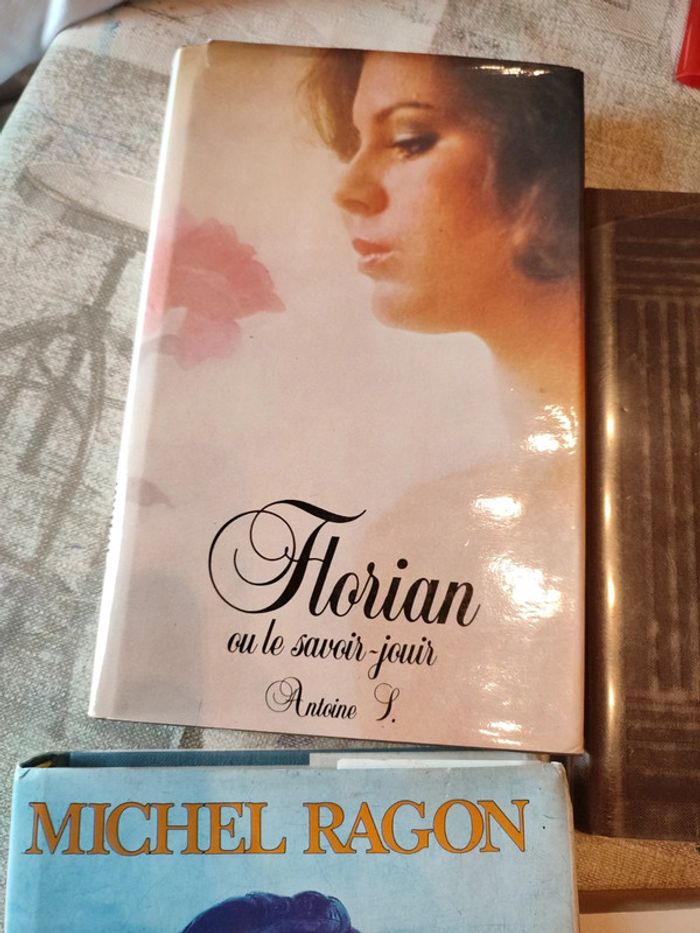 Florian
ou le savoir-jouir
Antoine S.
MICHEL RAGON